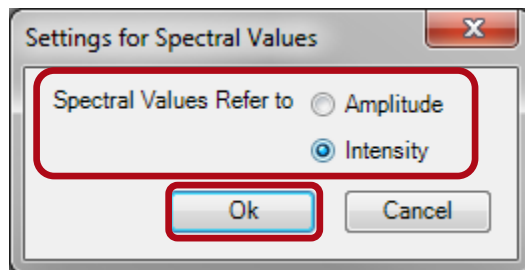 Settings for Spectral Values
Spectral Values Refer to Amplitude
Intensity
Ok Cancel